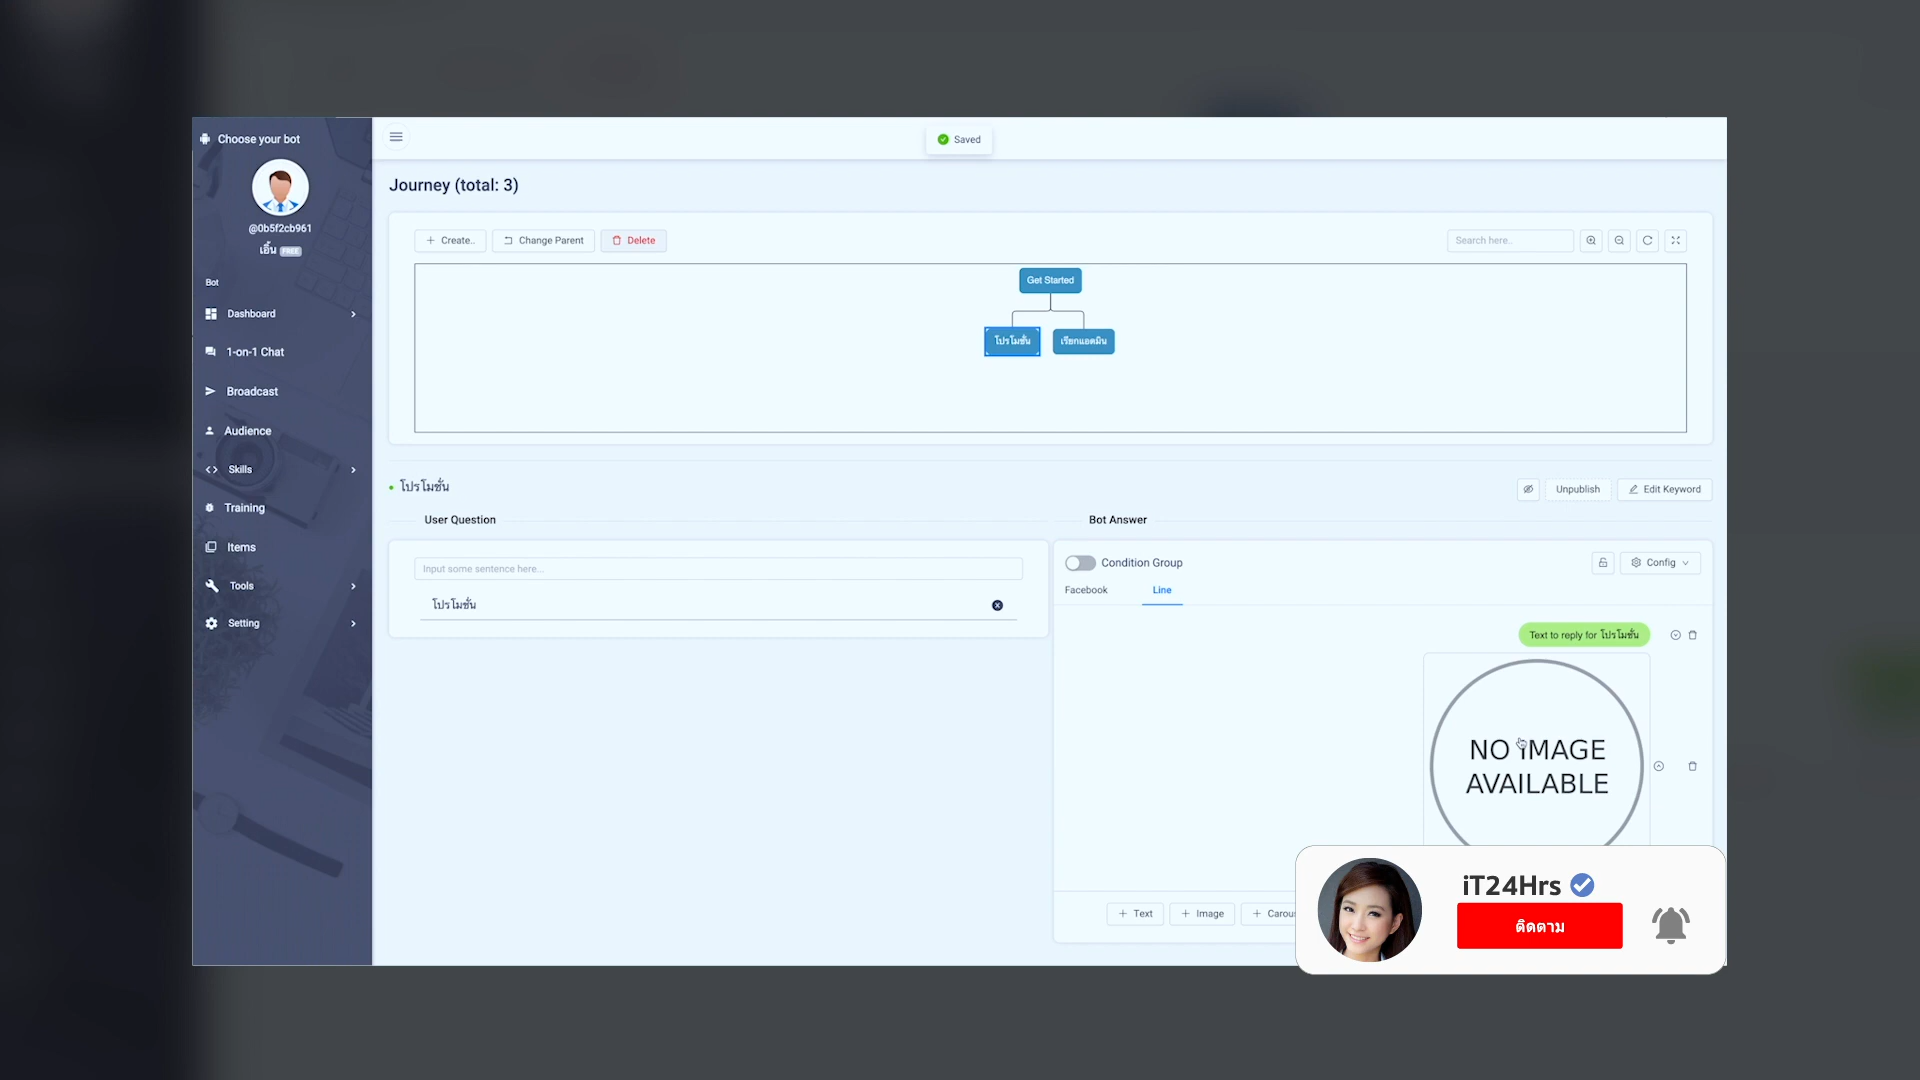 Choose your bot
@0b5f2cb961
เอิ้น FREE
Bot
Dashboard
1-on-1 Chat
Broadcast
Audience
Skills
Training
Items
Tools
Setting
Saved
Journey (total: 3)
+ Create..
Change Parent
Delete
Search here..
Get Started
โปรโมชั่น
เรียกแอดมิน
โปรโมชั่น
Unpublish
Edit Keyword
User Question
Bot Answer
Input some sentence here...
โปรโมชั่น
Condition Group
Config
Facebook
Line
Text to reply for โปรโมชั่น
NO IMAGE
AVAILABLE
+ Text
+ Image
+ Carou
iT24Hrs
ติดตาม